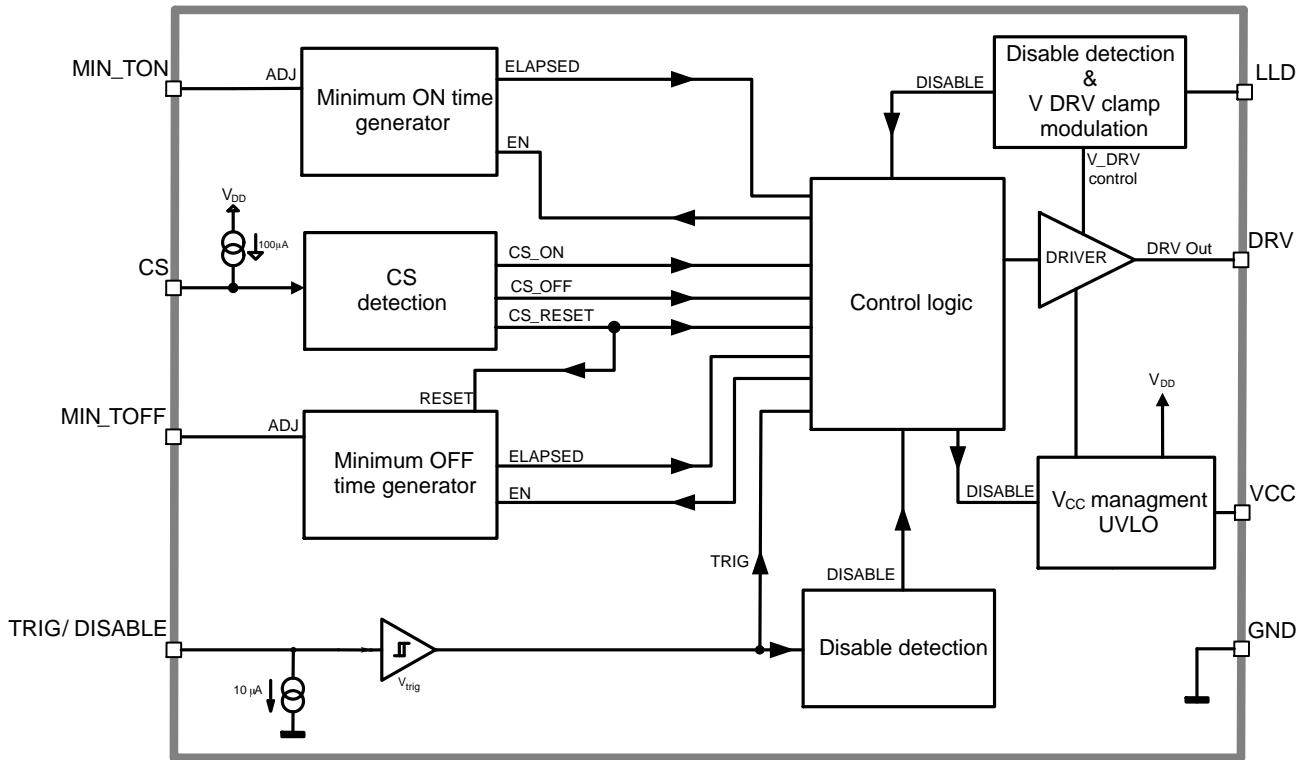 MIN_TON
ADJ
Minimum ON time
generator
ELAPSED
EN
DISABLE
Disable detection
&
V DRV clamp
modulation
LLD
V_DRV
control
VDD
100µA
CS
CS
detection
CS_ON
CS_OFF
CS_RESET
Control logic
DRIVER
DRV Out
DRV
RESET
MIN_TOFF
ADJ
Minimum OFF
time generator
ELAPSED
EN
VDD
DISABLE
VCC managment
UVLO
VCC
TRIG
DISABLE
TRIG/ DISABLE
Vtrig
10 µA
Disable detection
GND